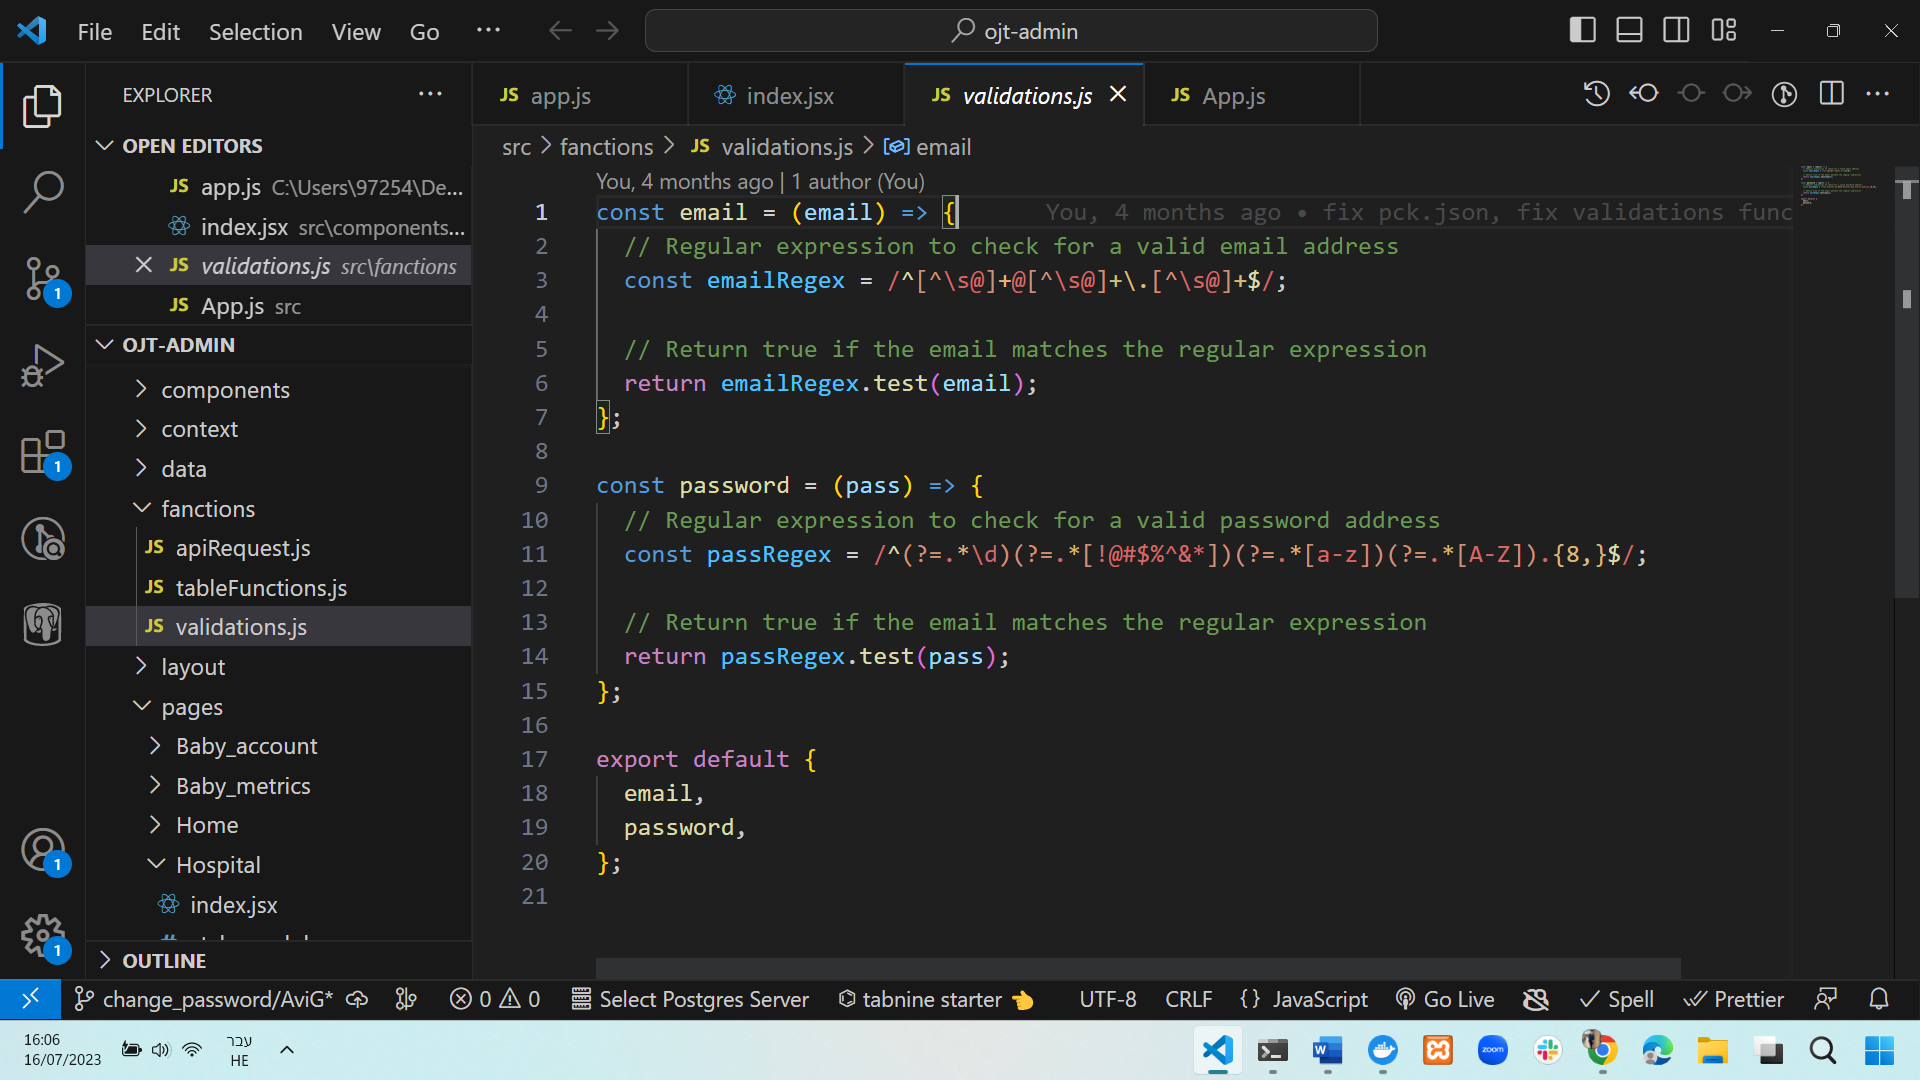 File Edit Selection View Go ···
ojt-admin
EXPLORER ···
OPEN EDITORS
JS app.js C:\Users\97254\De...
index.jsx src\components...
JS validations.js src\fanctions
JS App.js src
OJT-ADMIN
components
context
data
fanctions
JS apiRequest.js
JS tableFunctions.js
JS validations.js
layout
pages
Baby_account
Baby_metrics
Home
Hospital
index.jsx
OUTLINE
JS app.js
index.jsx
JS validations.js
JS App.js
src > fanctions > JS validations.js > email
You, 4 months ago | 1 author (You)
1 const email = (email) => { You, 4 months ago • fix pck.json, fix validations func
2 // Regular expression to check for a valid email address
3 const emailRegex = /^[^\s@]+@[^\s@]+\.[^\s@]+$/;
4
5 // Return true if the email matches the regular expression
6 return emailRegex.test(email);
7 };
8
9 const password = (pass) => {
10 // Regular expression to check for a valid password address
11 const passRegex = /^(?=.*\d)(?=.*[!@#$%^&*])(?=.*[a-z])(?=.*[A-Z]).{8,}$/;
12
13 // Return true if the email matches the regular expression
14 return passRegex.test(pass);
15 };
16
17 export default {
18 email,
19 password,
20 };
21
1
1
1
1
change_password/AviG* 0 0 Select Postgres Server tabnine starter UTF-8 CRLF {} JavaScript Go Live Spell Prettier
16:06
16/07/2023
עבר
HE
zoom